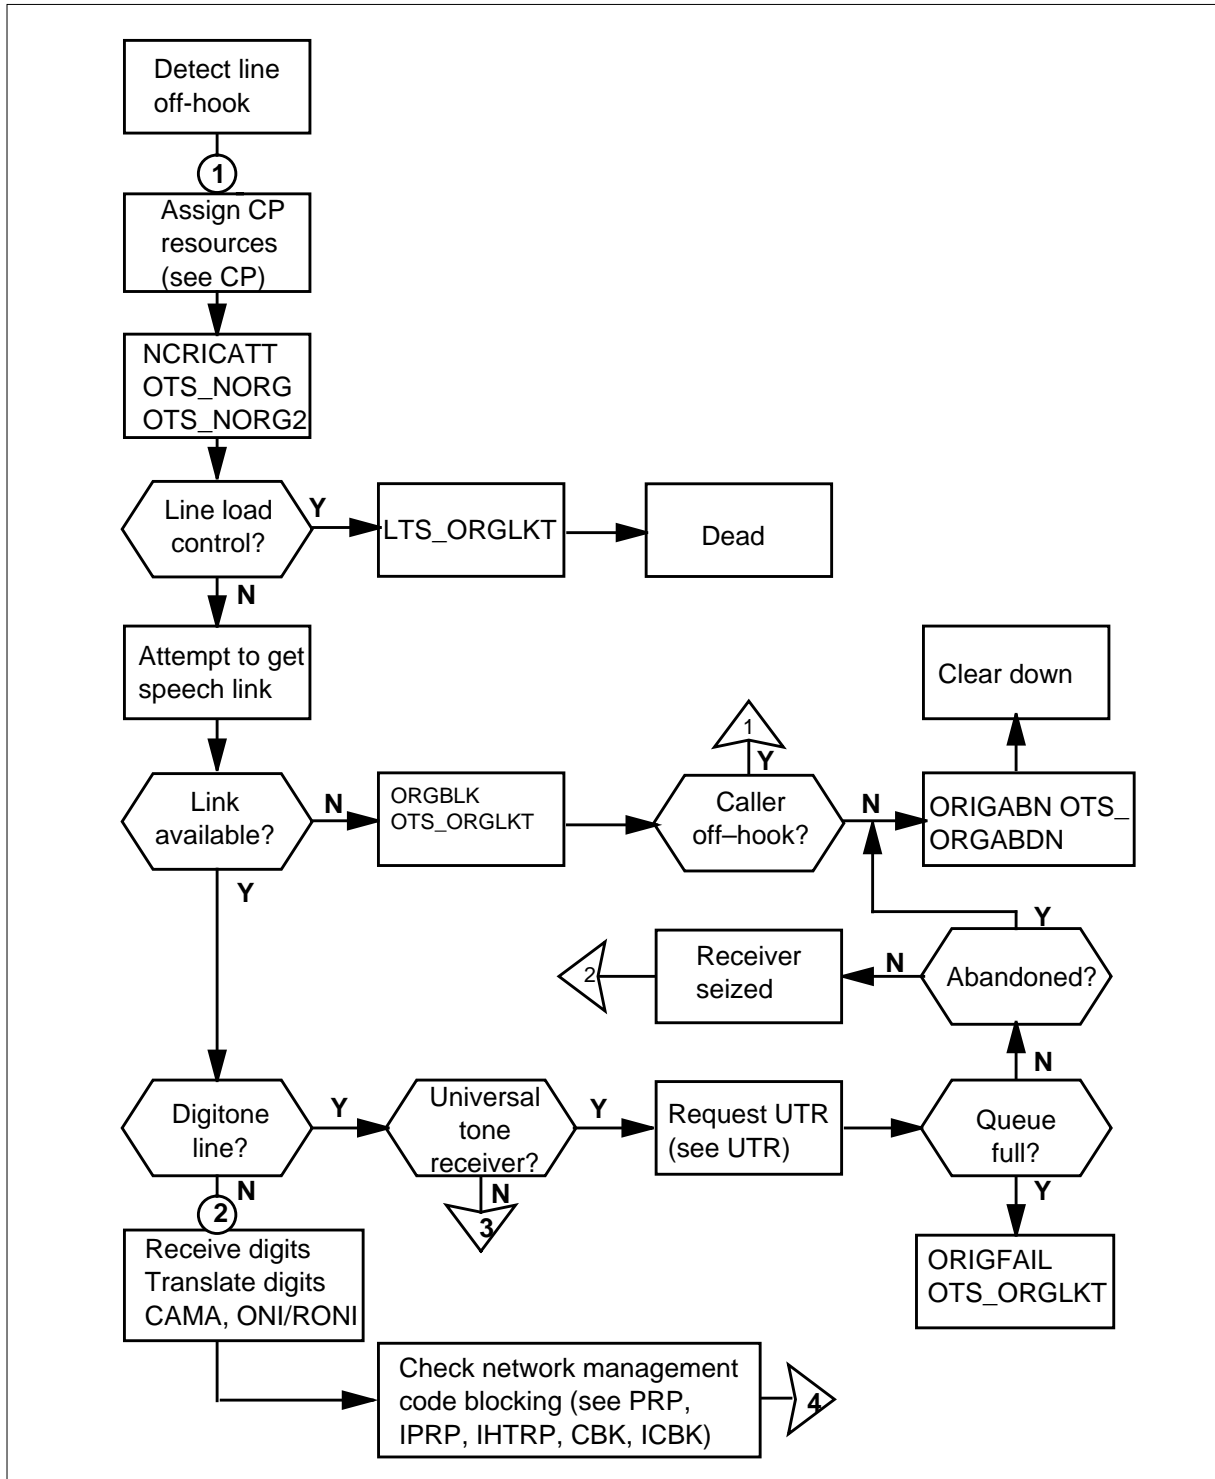 Detect line
off-hook
1
Assign CP
resources
(see CP)
NCRICATT
OTS_NORG
OTS_NORG2
Line load
control?
Y
LTS_ORGLKT
Dead
N
Attempt to get
speech link
Clear down
1
Y
Link
available?
N
ORGBLK
OTS_ORGLKT
Caller
off–hook?
N
ORIGABN OTS_
ORGABDN
Y
Y
Abandoned?
N
Receiver
seized
2
N
Digitone
line?
Y
Universal
tone
receiver?
Y
Request UTR
(see UTR)
Queue
full?
N
3
Y
ORIGFAIL
OTS_ORGLKT
N
2
Receive digits
Translate digits
CAMA, ONI/RONI
Check network management
code blocking (see PRP,
IPRP, IHTRP, CBK, ICBK)
4